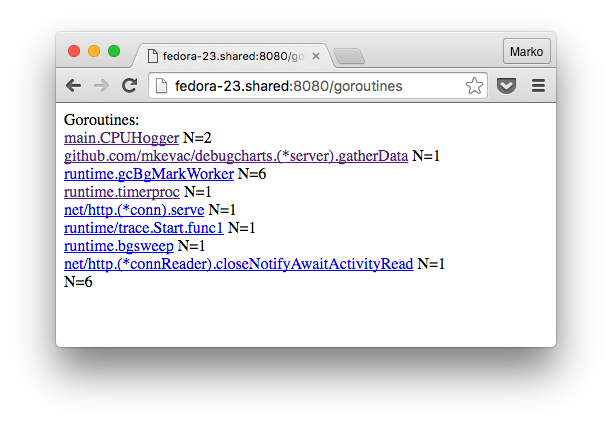 fedora-23.shared:8080/go
Marko
fedora-23.shared:8080/goroutines
Goroutines:
main.CPUHogger N=2
github.com/mkevac/debugcharts.(*server).gatherData N=1
runtime.gcBgMarkWorker N=6
runtime.timerproc N=1
net/http.(*conn).serve N=1
runtime/trace.Start.func1 N=1
runtime.bgsweep N=1
net/http.(*connReader).closeNotifyAwaitActivityRead N=1
N=6